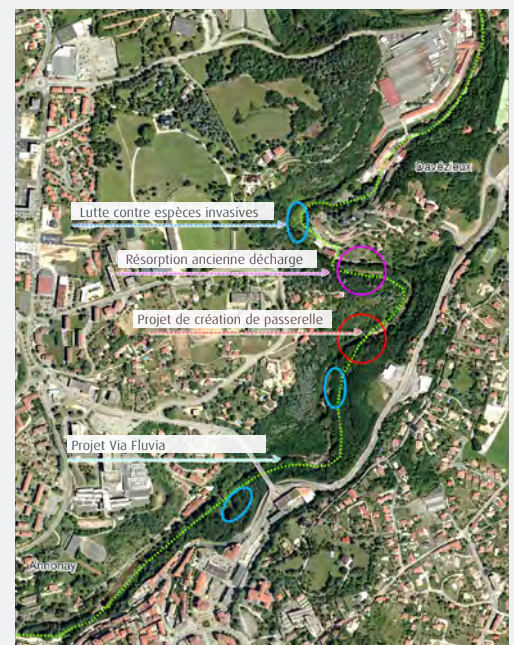 Davézieux
Lutte contre espèces invasives
Résorption ancienne décharge
Projet de création de passerelle
Projet Via Fluvia
Annonay